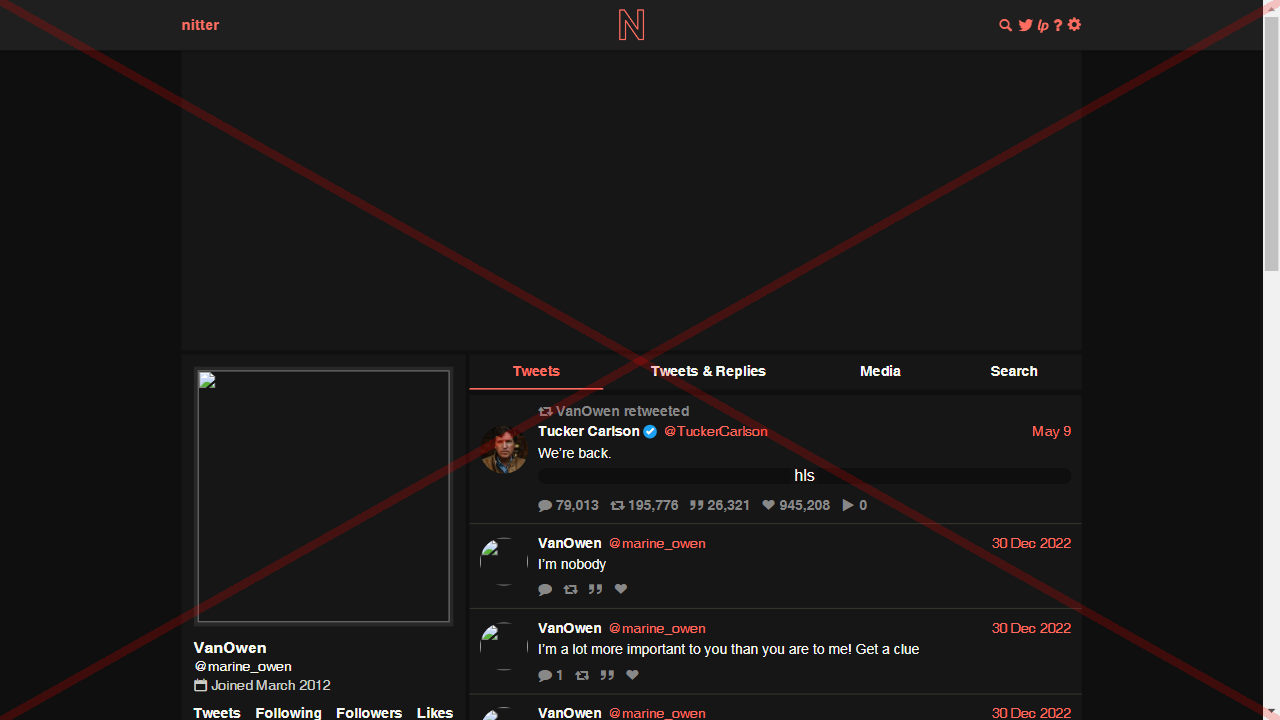 nitter
N
lp ?
Tweets Tweets & Replies Media Search
VanOwen retweeted
Tucker Carlson @TuckerCarlson May 9
We're back.
hls
79,013 195,776 26,321 945,208 0
VanOwen @marine_owen 30 Dec 2022
I'm nobody
VanOwen @marine_owen 30 Dec 2022
I'm a lot more important to you than you are to me! Get a clue
1
VanOwen @marine_owen 30 Dec 2022
VanOwen
@marine_owen
Joined March 2012
Tweets Following Followers Likes